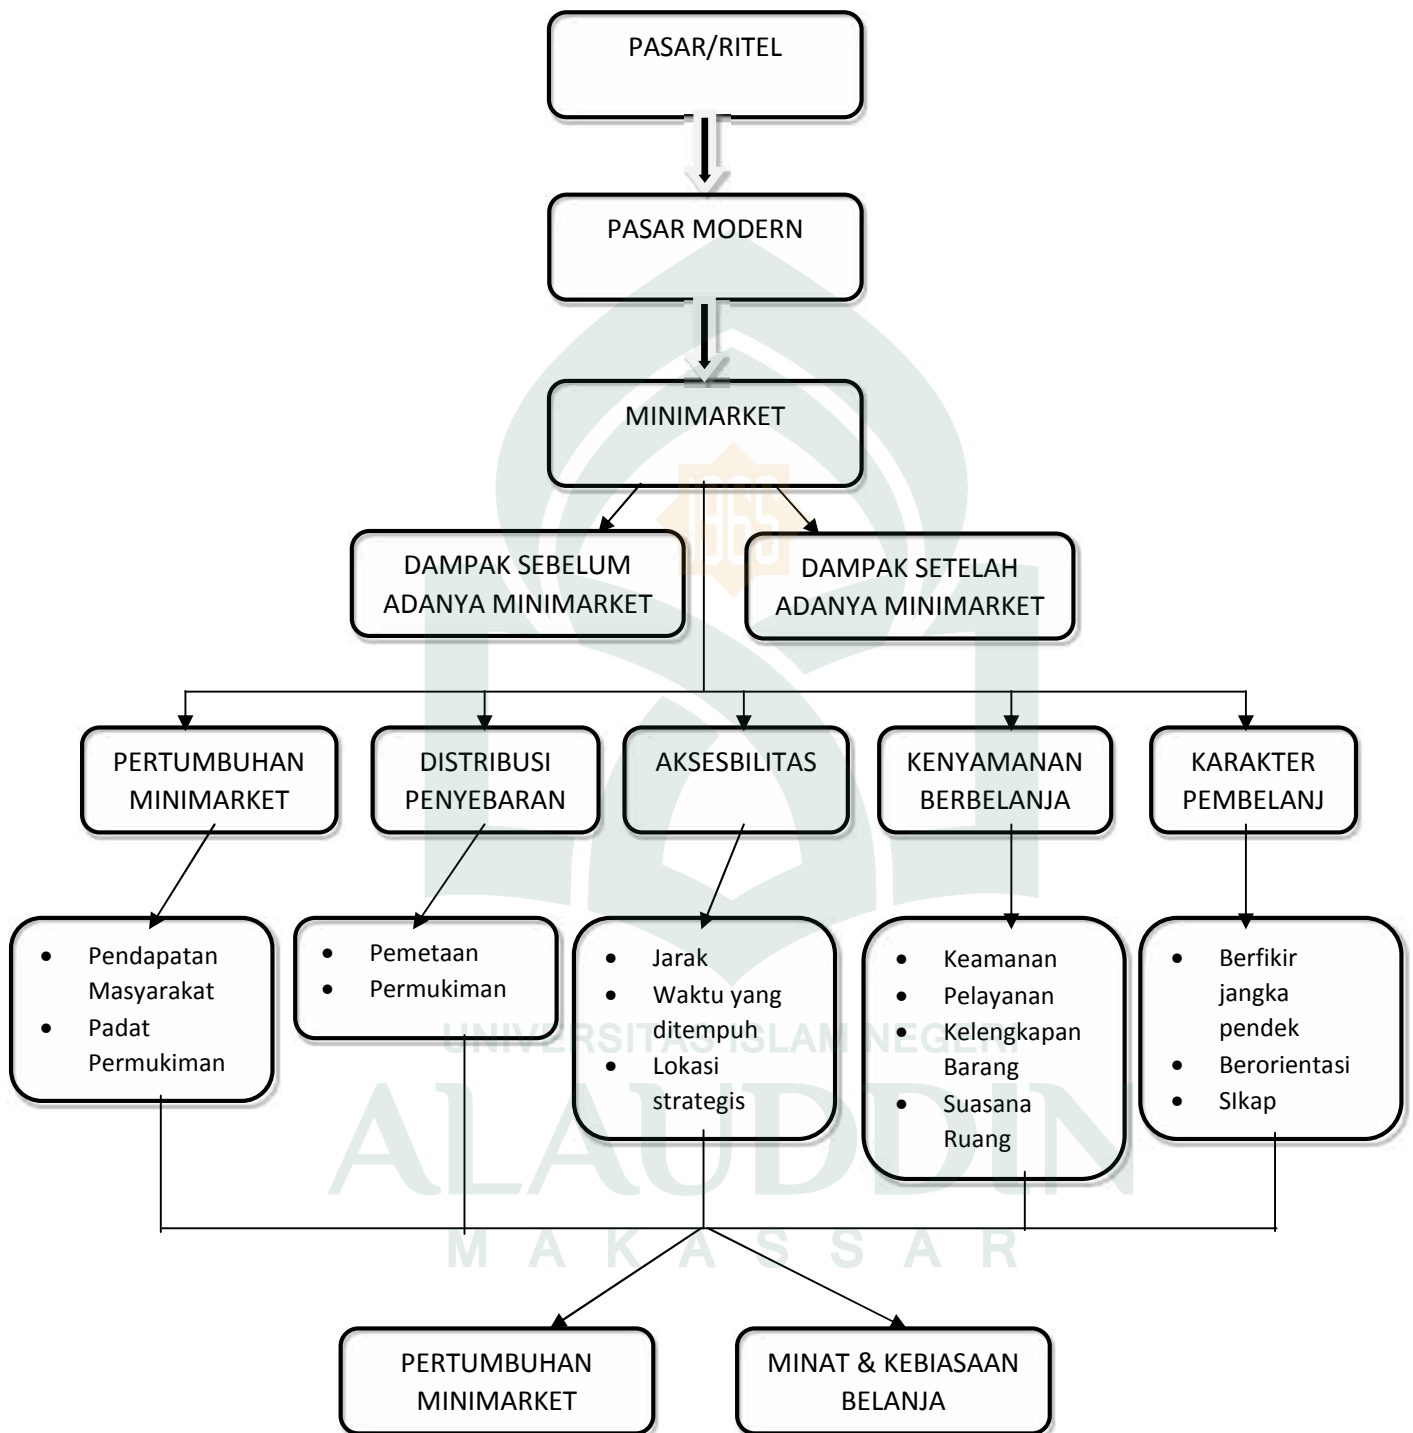 PASAR/RITEL
PASAR MODERN
MINIMARKET
1965
DAMPAK SEBELUM
ADANYA MINIMARKET
DAMPAK SETELAH
ADANYA MINIMARKET
PERTUMBUHAN
MINIMARKET
DISTRIBUSI
PENYEBARAN
AKSESBILITAS
KENYAMANAN
BERBELANJA
KARAKTER
PEMBELANJ
• Pendapatan
Masyarakat
• Padat
Permukiman
• Pemetaan
• Permukiman
• Jarak
• Waktu yang
ditempuh
• Lokasi
strategis
• Keamanan
• Pelayanan
• Kelengkapan
Barang
• Suasana
Ruang
• Berfikir
jangka
pendek
• Berorientasi
• SIkap
UNIVERSITAS ISLAM NEGERI
ALAUDDIN
MAKASSAR
PERTUMBUHAN
MINIMARKET
MINAT & KEBIASAAN
BELANJA